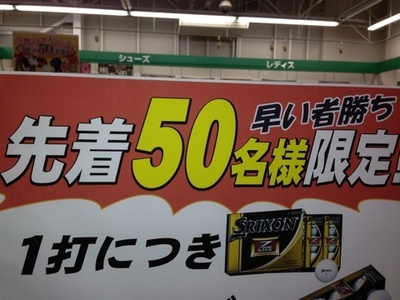 シューズ
レディス
早い者勝ち
先着50名様限定!
1打につき
SRIXON
Z